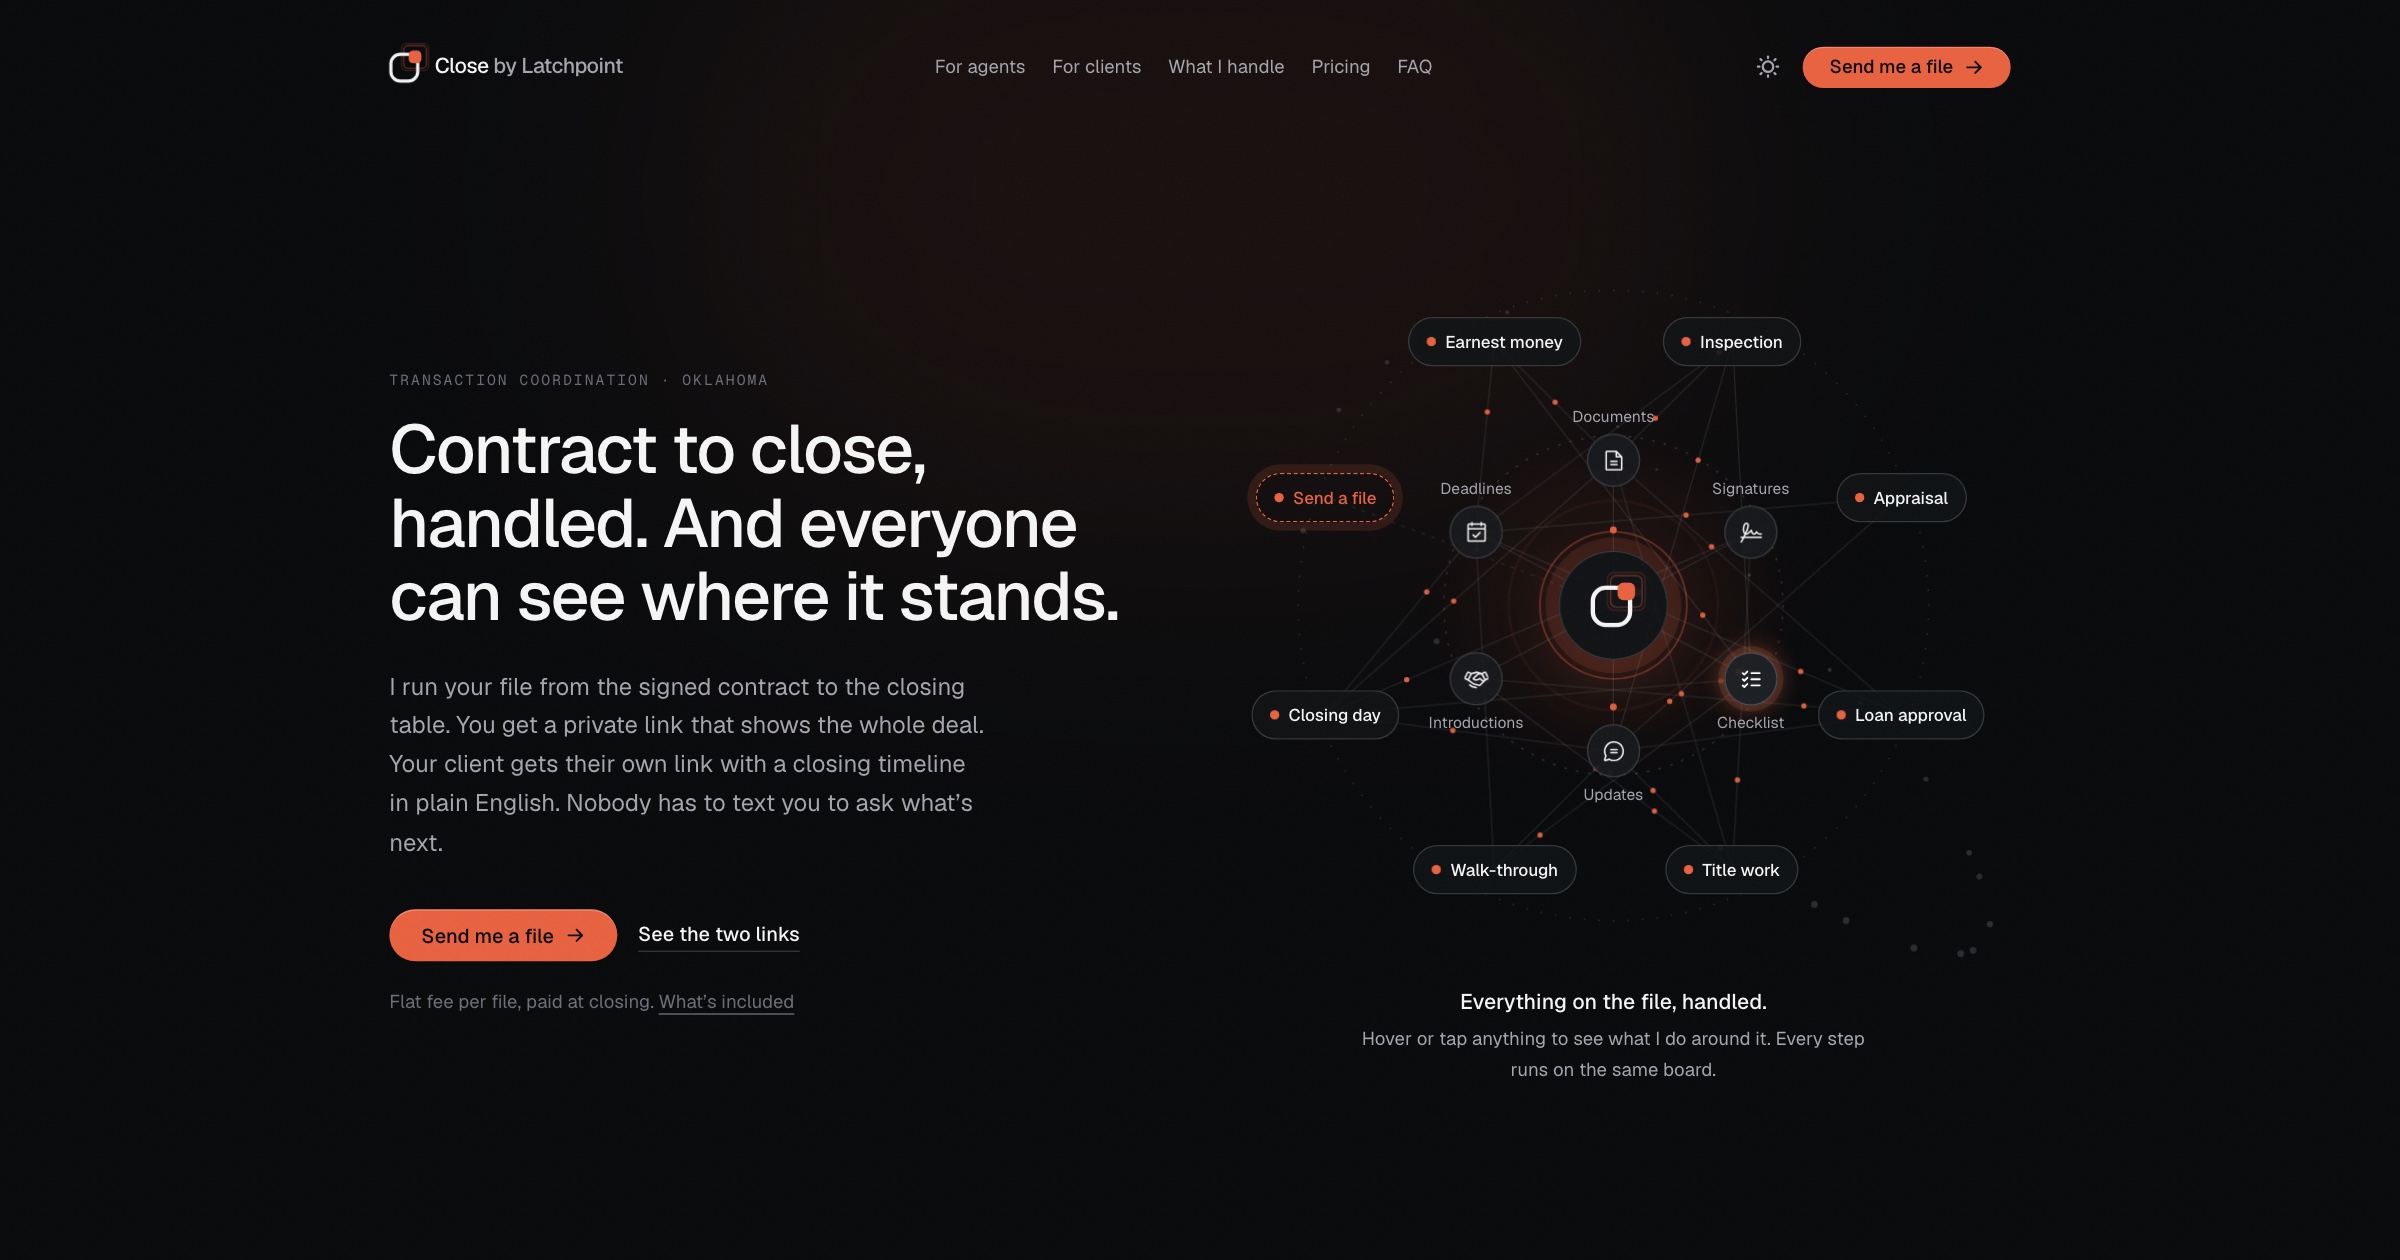 Close by Latchpoint
For agents
For clients
What I handle
Pricing
FAQ
Send me a file
TRANSACTION COORDINATION · OKLAHOMA
Contract to close,
handled. And everyone
can see where it stands.
I run your file from the signed contract to the closing
table. You get a private link that shows the whole deal.
Your client gets their own link with a closing timeline
in plain English. Nobody has to text you to ask what’s
next.
Send me a file
See the two links
Flat fee per file, paid at closing. What’s included
Earnest money
Inspection
Documents
Deadlines
Signatures
Send a file
Appraisal
Closing day
Introductions
Checklist
Loan approval
Updates
Walk-through
Title work
Everything on the file, handled.
Hover or tap anything to see what I do around it. Every step
runs on the same board.